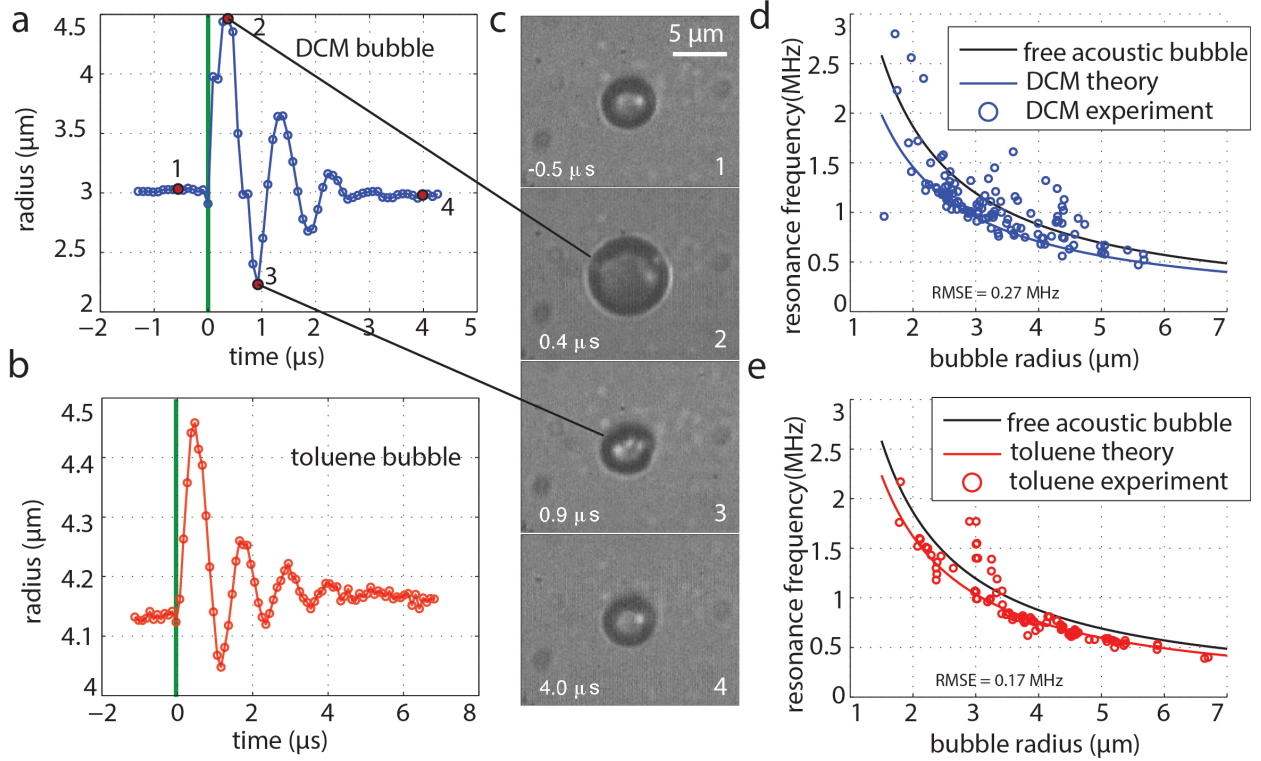 a
4.5
4
3.5
3
2.5
2
radius (μm)
DCM bubble
1
2
3
4
−2
−1
0
1
2
3
4
5
time (μs)
b
4.5
4.4
4.3
4.2
4.1
4
radius (μm)
toluene bubble
−2
0
2
4
6
8
time (μs)
c
5 μm
-0.5 μs
1
0.4 μs
2
0.9 μs
3
4.0 μs
4
d
3
2.5
2
1.5
1
0.5
0
resonance frequency(MHz)
free acoustic bubble
DCM theory
DCM experiment
RMSE = 0.27 MHz
1
2
3
4
5
6
7
bubble radius (μm)
e
3
2.5
2
1.5
1
0.5
0
resonance frequency(MHz)
free acoustic bubble
toluene theory
toluene experiment
RMSE = 0.17 MHz
1
2
3
4
5
6
7
bubble radius (μm)